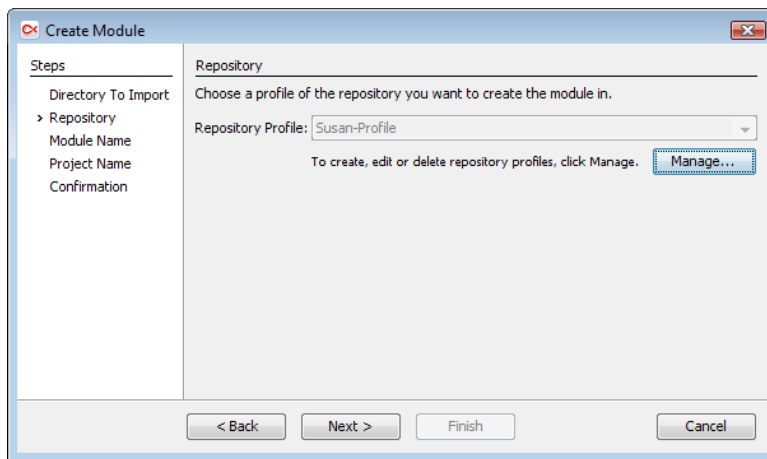 Create Module
Steps
Directory To Import
Repository
Module Name
Project Name
Confirmation
Repository
Choose a profile of the repository you want to create the module in.
Repository Profile: Susan-Profile
To create, edit or delete repository profiles, click Manage. Manage...
< Back Next > Finish Cancel